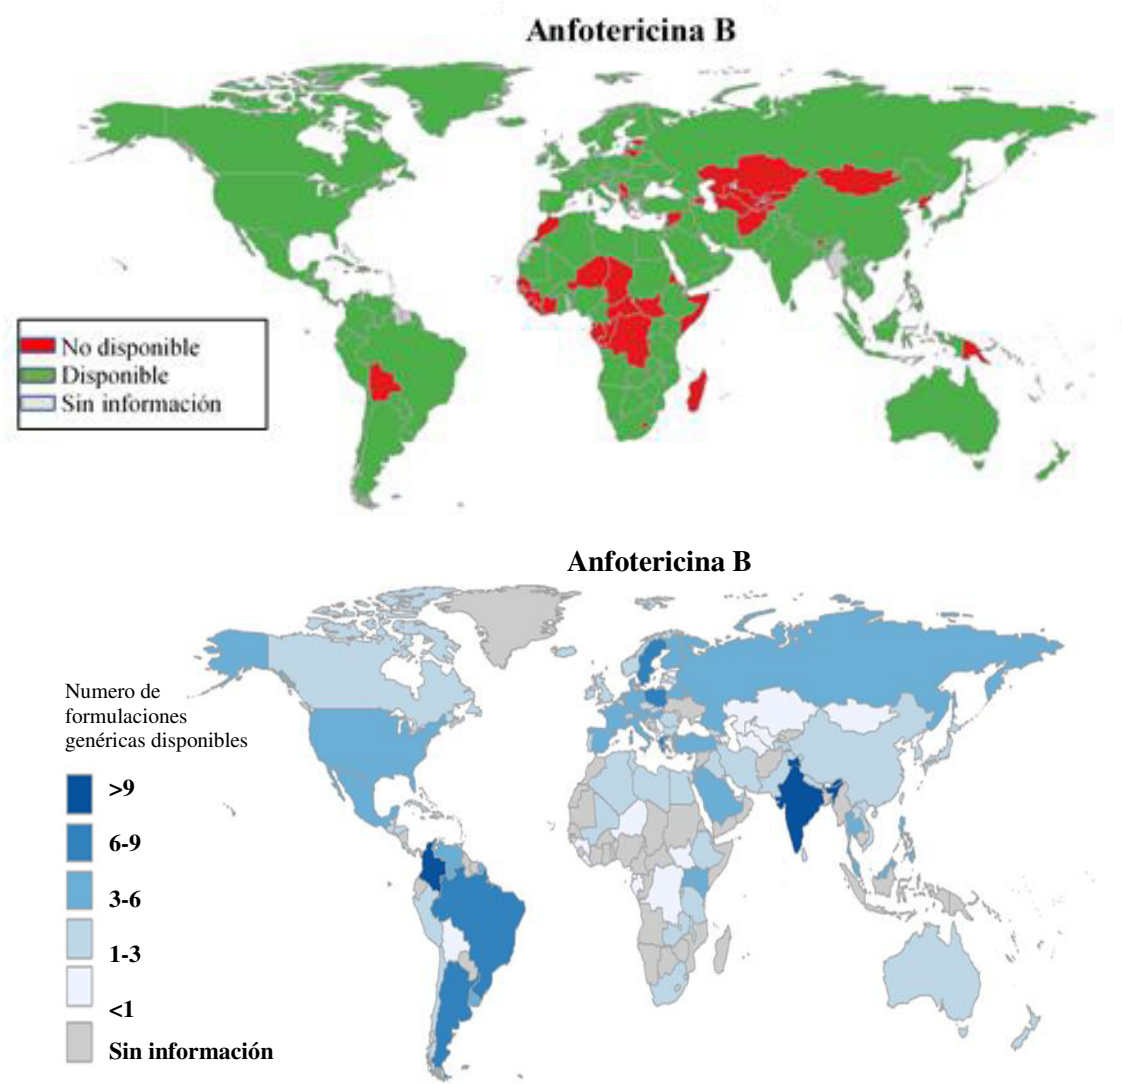 Anfotericina B
No disponible
Disponible
Sin información
Anfotericina B
Numero de
formulaciones
genéricas disponibles
>9
6-9
3-6
1-3
<1
Sin información